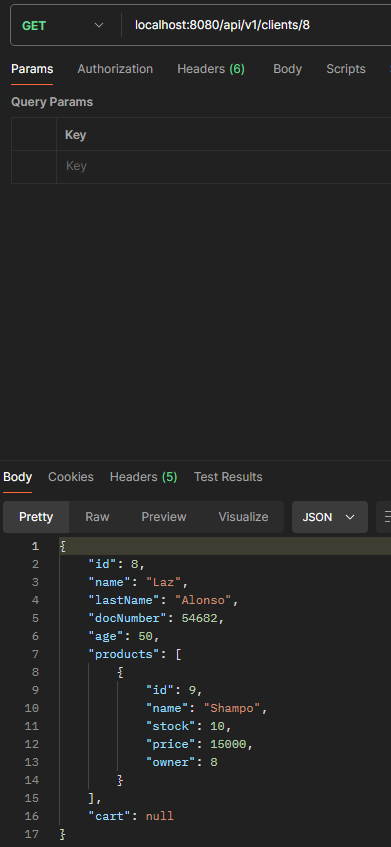 GET localhost:8080/api/v1/clients/8
Params Authorization Headers (6) Body Scripts
Query Params
Key
Key
Body Cookies Headers (5) Test Results
Pretty Raw Preview Visualize JSON
1 {
2 "id": 8,
3 "name": "Laz",
4 "lastName": "Alonso",
5 "docNumber": 54682,
6 "age": 50,
7 "products": [
8 {
9 "id": 9,
10 "name": "Shampo",
11 "stock": 10,
12 "price": 15000,
13 "owner": 8
14 }
15 ],
16 "cart": null
17 }